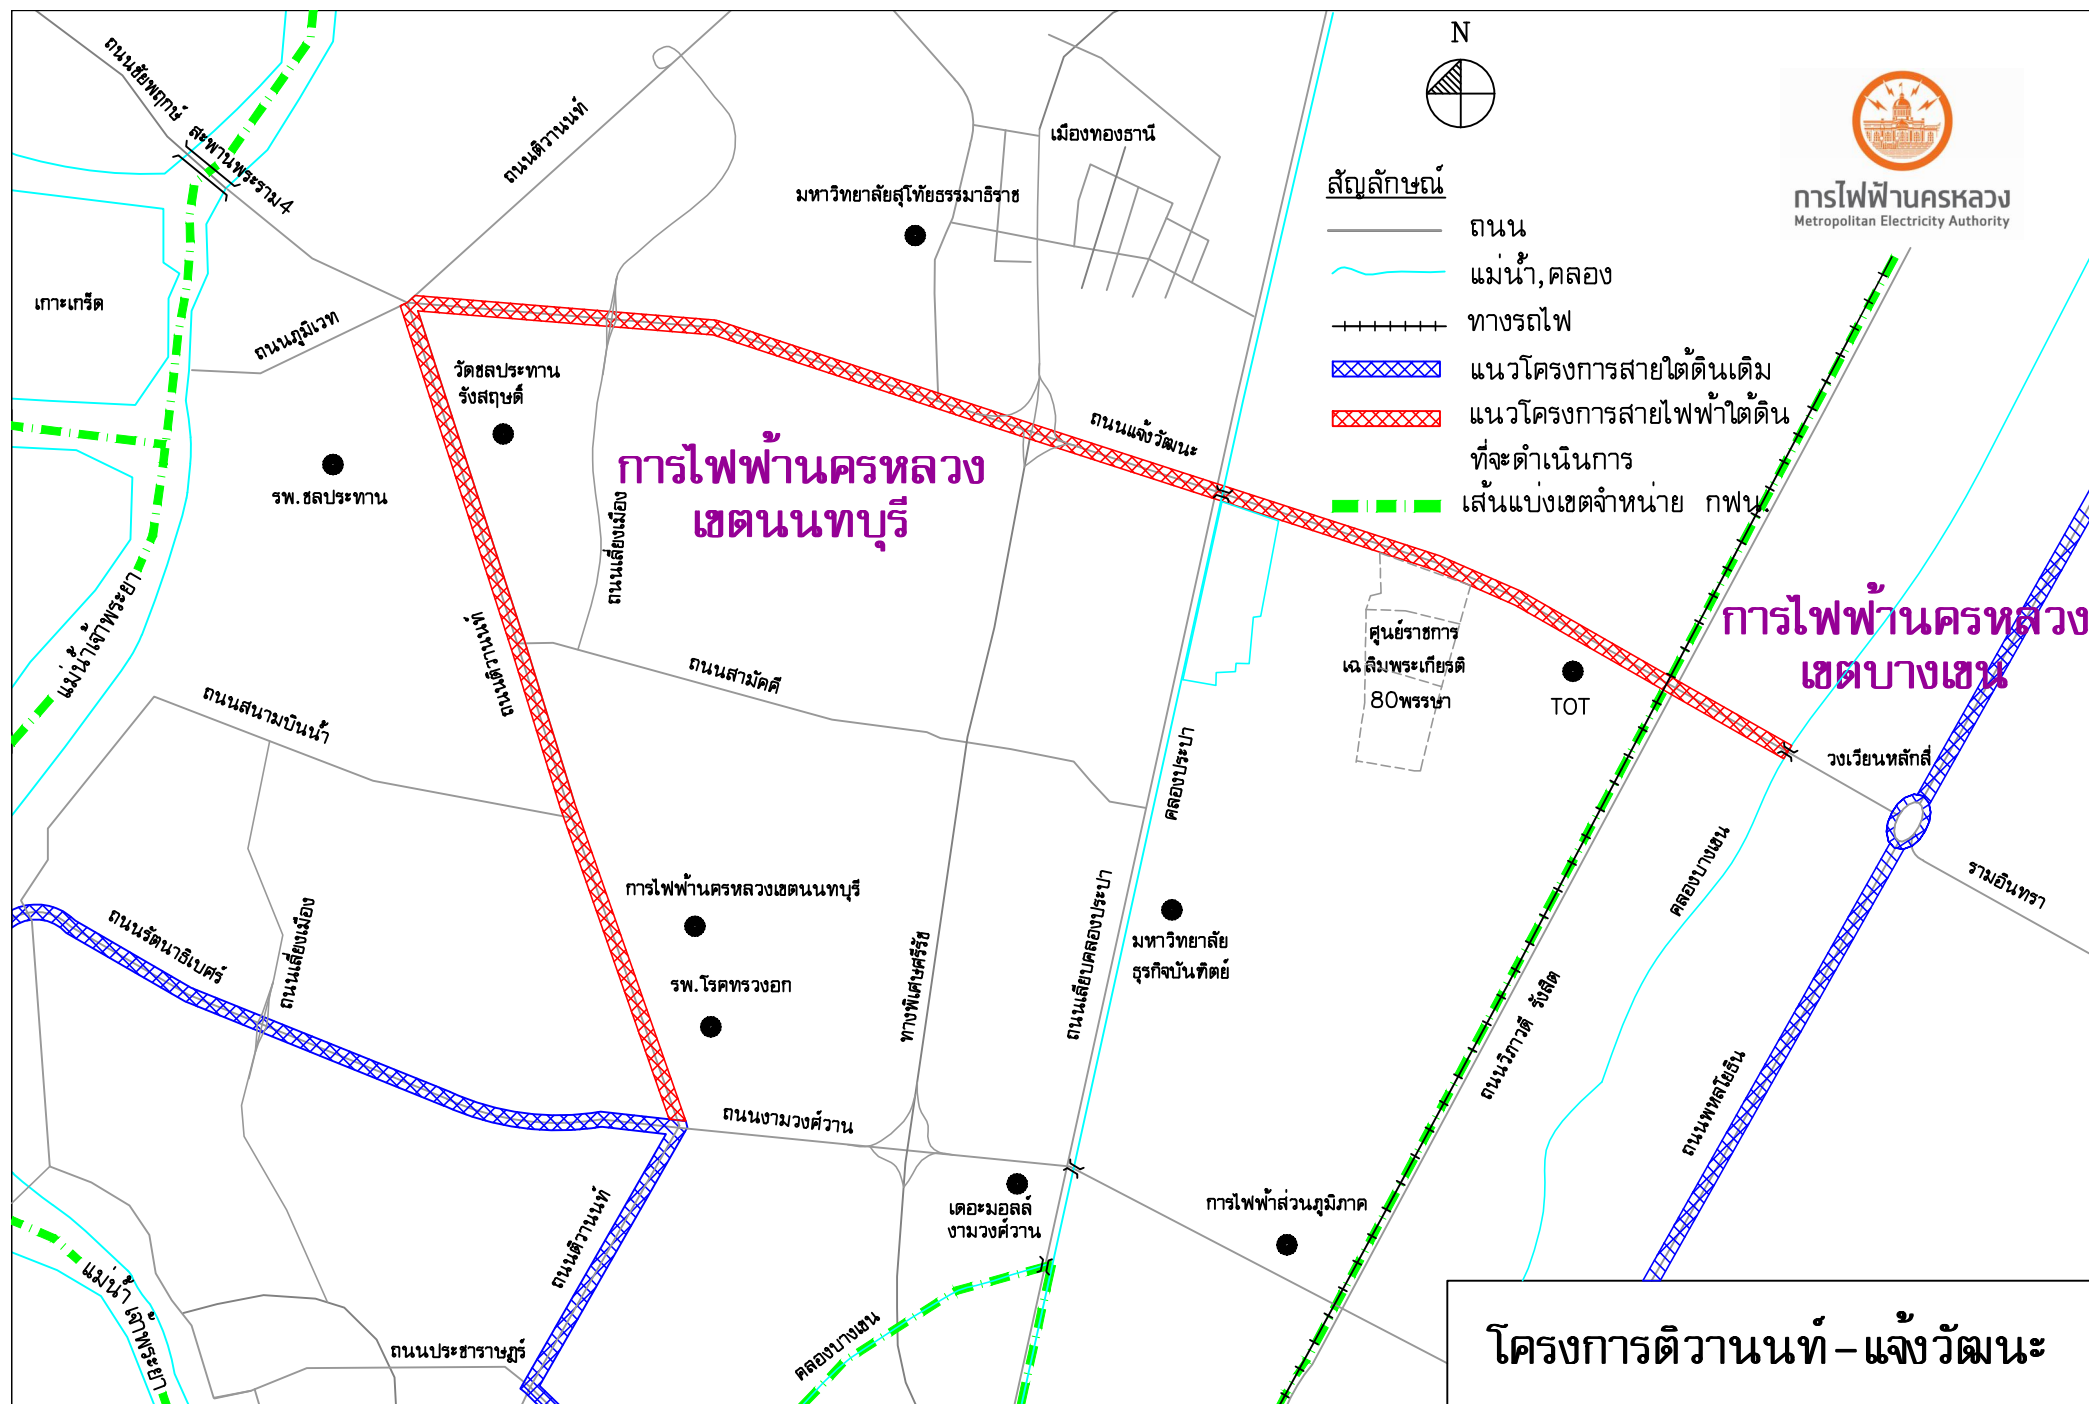 N
การไฟฟ้านครหลวง
Metropolitan Electricity Authority
สัญลักษณ์
ถนน
แม่น้ำ,คลอง
ทางรถไฟ
แนวโครงการสายใต้ดินเดิม
แนวโครงการสายไฟฟ้าใต้ดิน
ที่จะดำเนินการ
เส้นแบ่งเขตจำหน่าย กฟน.
ถนนชัยพฤกษ์
สะพานพระราม4
ถนนติวานนท์
เมืองทองธานี
มหาวิทยาลัยสุโทัยธรรมาธิราช
เกาะเกร็ด
ถนนภูมิเวท
วัดชลประทาน
รังสฤษดิ์
รพ.ชลประทาน
ถนนแจ้งวัฒนะ
การไฟฟ้านครหลวง
เขตนนทบุรี
ถนนเลี่ยงเมือง
แม่น้ำเจ้าพระยา
ถนนติวานนท์
ถนนสามัคคี
ศูนย์ราชการ
เฉลิมพระเกียรติ
80พรรษา
TOT
การไฟฟ้านครหลวง
เขตบางเขน
ถนนสนามบินน้ำ
คลองประปา
วงเวียนหลักสี่
คลองบางเขน
รามอินทรา
การไฟฟ้านครหลวงเขตนนทบุรี
ถนนรัตนาธิเบศร์
ถนนเลี่ยงเมือง
รพ.โรคทรวงอก
ทางพิเศษศรีรัช
ถนนเลียบคลองประปา
มหาวิทยาลัย
ธุรกิจบันฑิตย์
ถนนวิภาวดี รังสิต
ถนนพหลโยธิน
ถนนงามวงศ์วาน
ถนนติวานนท์
เดอะมอลล์
งามวงศ์วาน
การไฟฟ้าส่วนภูมิภาค
แม่น้ำ เจ้าพระยา
ถนนประชาราษฎร์
คลองบางเขน
โครงการติวานนท์-แจ้งวัฒนะ